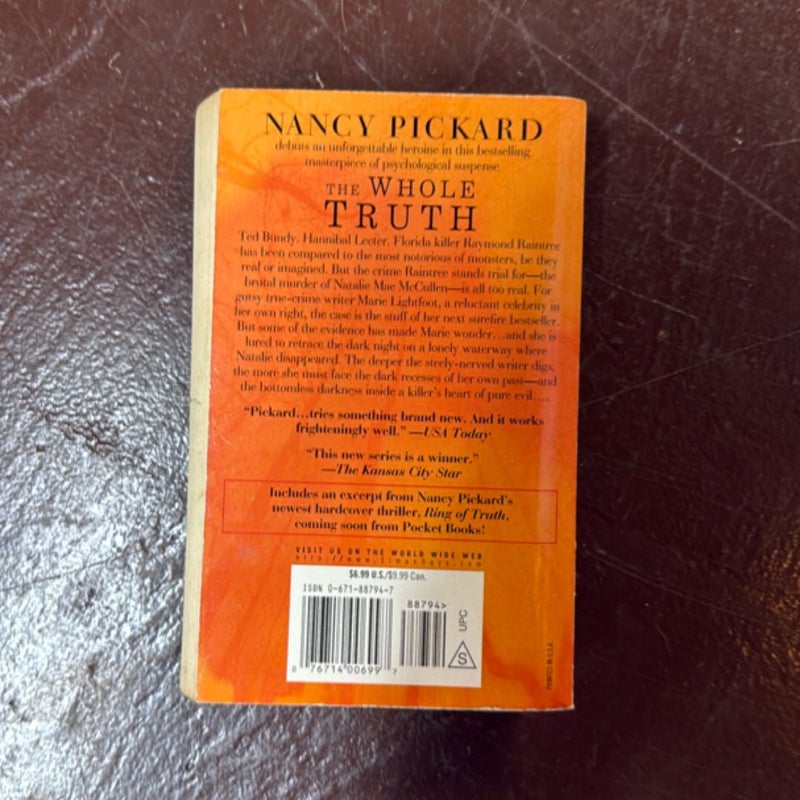 NANCY PICKARD
debuts an unforgettable heroine in this bestselling
masterpiece of psychological suspense
THE WHOLE
TRUTH
Ted Bundy. Hannibal Lecter. Florida killer Raymond Raintree
has been compared to the most notorious of monsters, be they
real or imagined. But the crime Raintree stands trial for—the
brutal murder of Natalie Mae McCullen—is all too real. For
gutsy true-crime writer Marie Lightfoot, a reluctant celebrity in
her own right, the case is the stuff of her next surefire bestseller.
But some of the evidence has made Marie wonder...and she is
lured to retrace the dark night on a lonely waterway where
Natalie disappeared. The deeper the steely-nerved writer digs,
the more she must face the dark recesses of her own past—and
the bottomless darkness inside a killer's heart of pure evil....
"Pickard...tries something brand new. And it works
frighteningly well." —USA Today
"This new series is a winner."
—The Kansas City Star
Includes an excerpt from Nancy Pickard's
newest hardcover thriller, Ring of Truth,
coming soon from Pocket Books!
VISIT US ON THE WORLD WIDE WEB
http://www.SimonSays.com
$6.99 U.S./$9.99 Can.
ISBN 0-671-88794-7
88794>
UPC
S
0 76714 00699 7
PRINTED IN U.S.A.